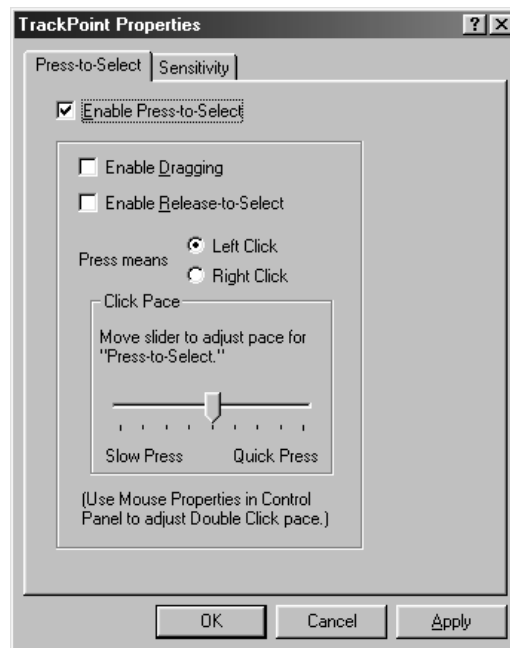 TrackPoint Properties
Press-to-Select
Sensitivity
Enable Press-to-Select
Enable Dragging
Enable Release-to-Select
Press means
Left Click
Right Click
Click Pace
Move slider to adjust pace for
"Press-to-Select."
Slow Press
Quick Press
(Use Mouse Properties in Control
Panel to adjust Double Click pace.)
OK
Cancel
Apply